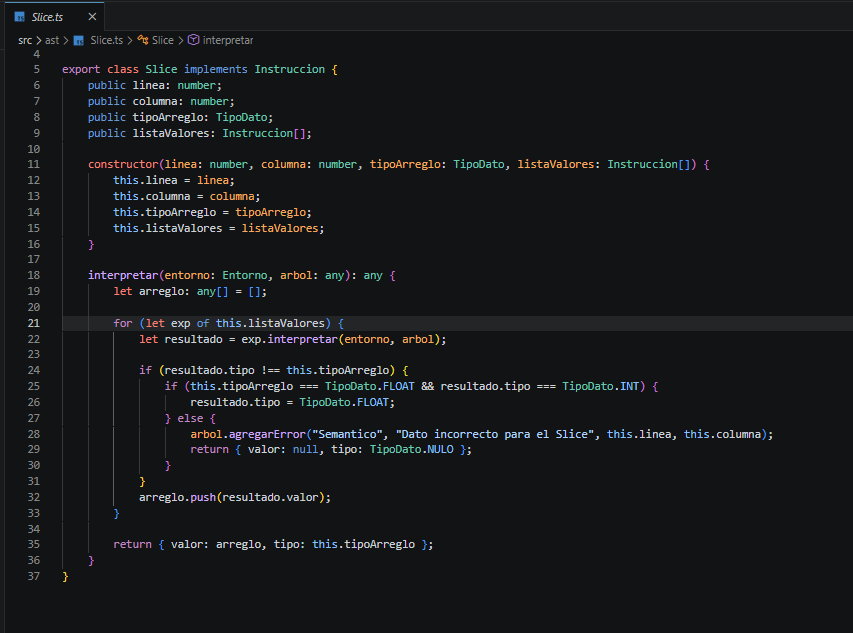 TS Slice.ts ×
src > ast > TS Slice.ts > Slice > interpretar
4
5 export class Slice implements Instruccion {
6     public linea: number;
7     public columna: number;
8     public tipoArreglo: TipoDato;
9     public listaValores: Instruccion[];
10
11     constructor(linea: number, columna: number, tipoArreglo: TipoDato, listaValores: Instruccion[]) {
12         this.linea = linea;
13         this.columna = columna;
14         this.tipoArreglo = tipoArreglo;
15         this.listaValores = listaValores;
16     }
17
18     interpretar(entorno: Entorno, arbol: any): any {
19         let arreglo: any[] = [];
20
21         for (let exp of this.listaValores) {
22             let resultado = exp.interpretar(entorno, arbol);
23
24             if (resultado.tipo !== this.tipoArreglo) {
25                 if (this.tipoArreglo === TipoDato.FLOAT && resultado.tipo === TipoDato.INT) {
26                     resultado.tipo = TipoDato.FLOAT;
27                 } else {
28                     arbol.agregarError("Semantico", "Dato incorrecto para el Slice", this.linea, this.columna);
29                     return { valor: null, tipo: TipoDato.NULO };
30                 }
31             }
32             arreglo.push(resultado.valor);
33         }
34
35         return { valor: arreglo, tipo: this.tipoArreglo };
36     }
37 }